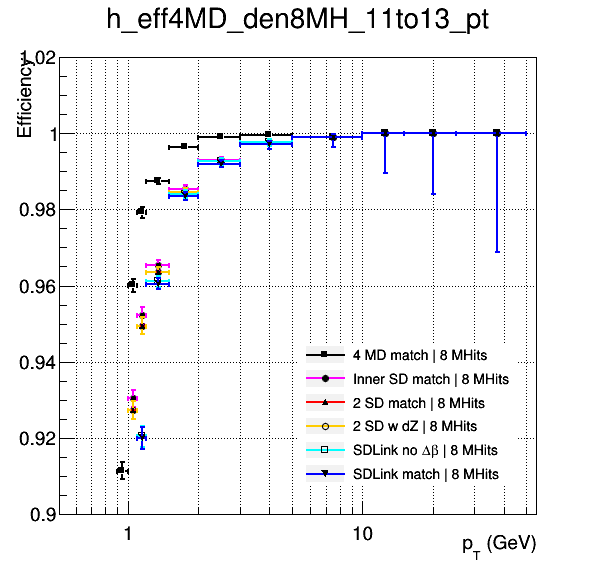 h_eff4MD_den8MH_11to13_pt
Efficiency
1.02
1
0.98
0.96
0.94
0.92
0.9
4 MD match | 8 MHits
Inner SD match | 8 MHits
2 SD match | 8 MHits
2 SD w dZ | 8 MHits
SDLink no Δβ | 8 MHits
SDLink match | 8 MHits
1
10
p_T (GeV)